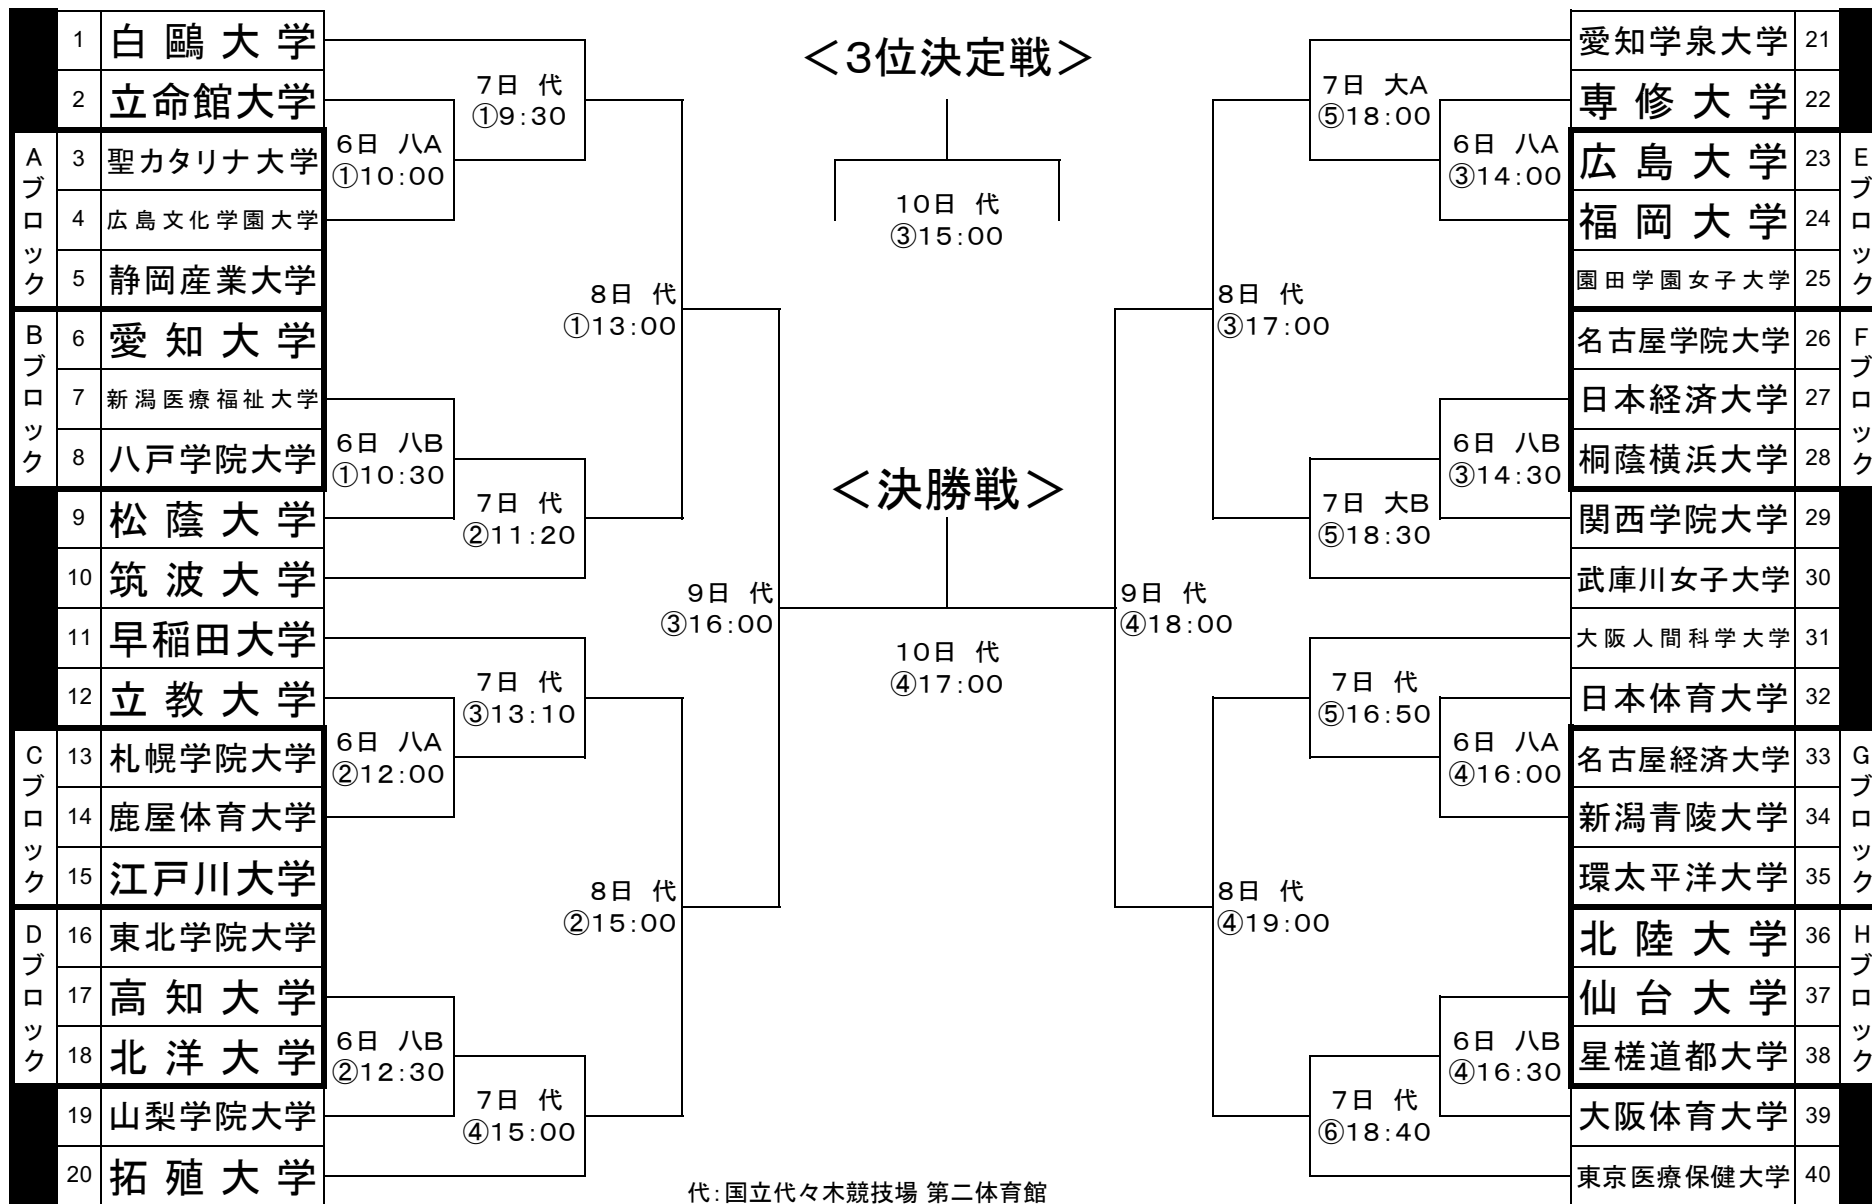 1 白鷗大学
2 立命館大学
Aブロック
3 聖カタリナ大学
4 広島文化学園大学
5 静岡産業大学
Bブロック
6 愛知大学
7 新潟医療福祉大学
8 八戸学院大学
9 松蔭大学
10 筑波大学
11 早稲田大学
12 立教大学
Cブロック
13 札幌学院大学
14 鹿屋体育大学
15 江戸川大学
Dブロック
16 東北学院大学
17 高知大学
18 北洋大学
19 山梨学院大学
20 拓殖大学
6日 八A
①10:00
6日 八B
①10:30
6日 八A
②12:00
6日 八B
②12:30
7日 代
①9:30
7日 代
②11:20
7日 代
③13:10
7日 代
④15:00
8日 代
①13:00
8日 代
②15:00
9日 代
③16:00
＜3位決定戦＞
10日 代
③15:00
＜決勝戦＞
10日 代
④17:00
9日 代
④18:00
8日 代
③17:00
8日 代
④19:00
7日 大A
⑤18:00
7日 大B
⑤18:30
7日 代
⑤16:50
7日 代
⑥18:40
6日 八A
③14:00
6日 八B
③14:30
6日 八A
④16:00
6日 八B
④16:30
愛知学泉大学 21
専修大学 22
Eブロック
広島大学 23
福岡大学 24
園田学園女子大学 25
Fブロック
名古屋学院大学 26
日本経済大学 27
桐蔭横浜大学 28
関西学院大学 29
武庫川女子大学 30
大阪人間科学大学 31
日本体育大学 32
Gブロック
名古屋経済大学 33
新潟青陵大学 34
環太平洋大学 35
Hブロック
北陸大学 36
仙台大学 37
星槎道都大学 38
大阪体育大学 39
東京医療保健大学 40
代:国立代々木競技場 第二体育館